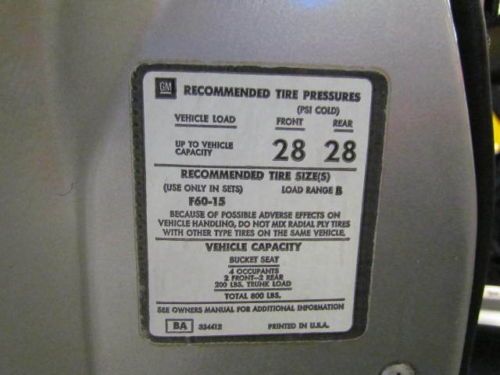 GM RECOMMENDED TIRE PRESSURES
(PSI COLD)
VEHICLE LOAD FRONT REAR
UP TO VEHICLE
CAPACITY 28 28
RECOMMENDED TIRE SIZE(S)
(USE ONLY IN SETS) LOAD RANGE B
F60-15
BECAUSE OF POSSIBLE ADVERSE EFFECTS ON
VEHICLE HANDLING, DO NOT MIX RADIAL PLY TIRES
WITH OTHER TYPE TIRES ON THE SAME VEHICLE.
VEHICLE CAPACITY
BUCKET SEAT
4 OCCUPANTS
2 FRONT-2 REAR
200 LBS. TRUNK LOAD
TOTAL 800 LBS.
SEE OWNERS MANUAL FOR ADDITIONAL INFORMATION
BA 334412 PRINTED IN U.S.A.